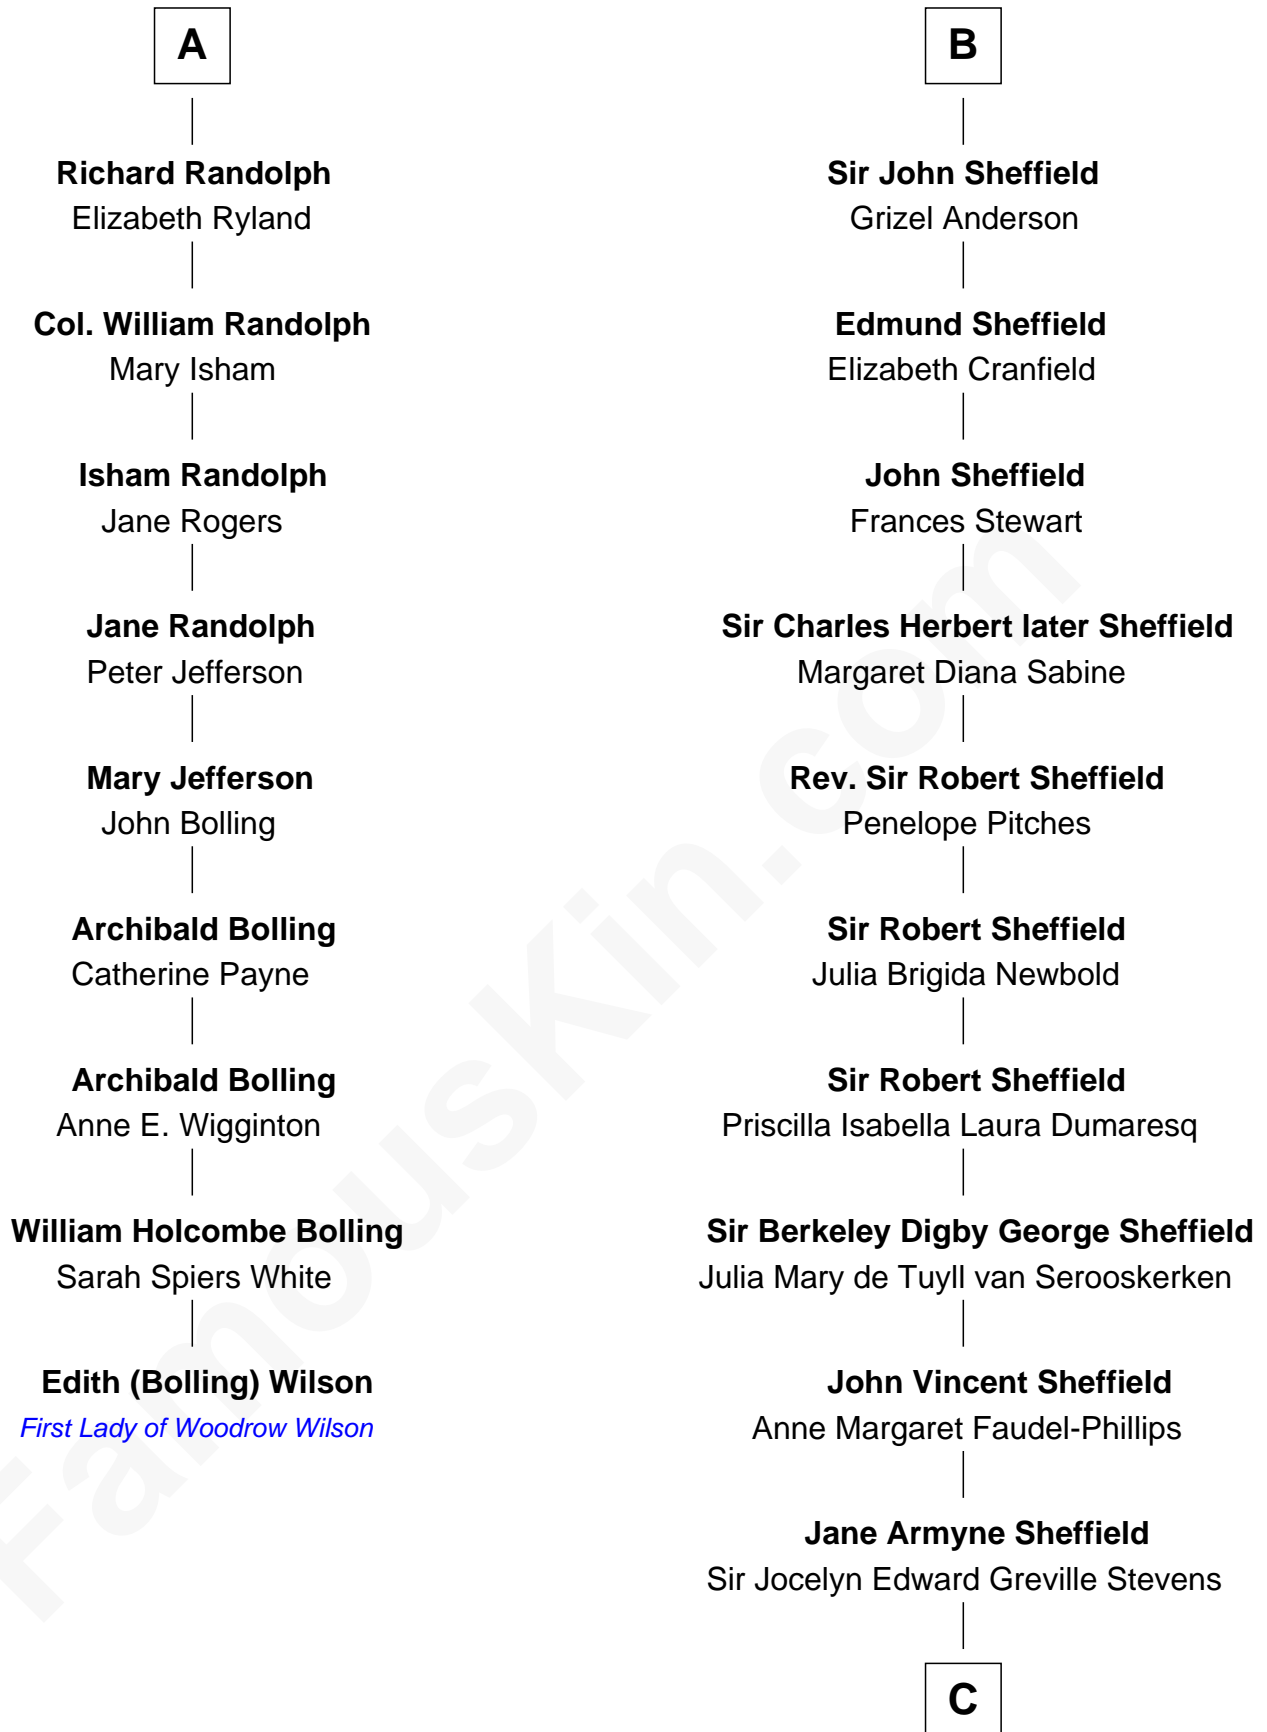 A
Richard Randolph
Elizabeth Ryland
Col. William Randolph
Mary Isham
Isham Randolph
Jane Rogers
Jane Randolph
Peter Jefferson
Mary Jefferson
John Bolling
Archibald Bolling
Catherine Payne
Archibald Bolling
Anne E. Wigginton
William Holcombe Bolling
Sarah Spiers White
Edith (Bolling) Wilson
First Lady of Woodrow Wilson
B
Sir John Sheffield
Grizel Anderson
Edmund Sheffield
Elizabeth Cranfield
John Sheffield
Frances Stewart
Sir Charles Herbert later Sheffield
Margaret Diana Sabine
Rev. Sir Robert Sheffield
Penelope Pitches
Sir Robert Sheffield
Julia Brigida Newbold
Sir Robert Sheffield
Priscilla Isabella Laura Dumaresq
Sir Berkeley Digby George Sheffield
Julia Mary de Tuyll van Serooskerken
John Vincent Sheffield
Anne Margaret Faudel-Phillips
Jane Armyne Sheffield
Sir Jocelyn Edward Greville Stevens
C
FamousKin.com